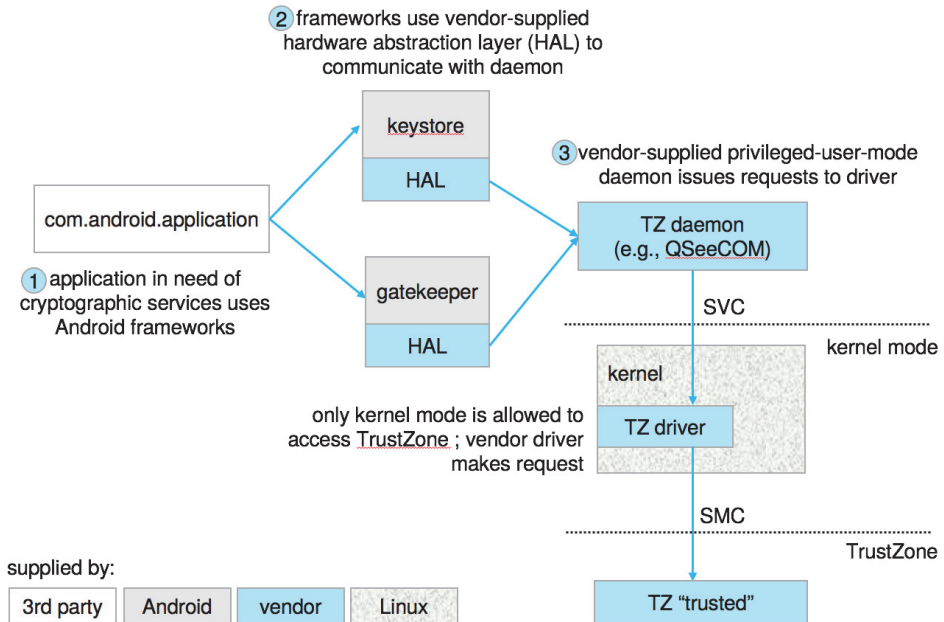 2 frameworks use vendor-supplied
hardware abstraction layer (HAL) to
communicate with daemon
keystore
HAL
3 vendor-supplied privileged-user-mode
daemon issues requests to driver
com.android.application
TZ daemon
(e.g., QSeeCOM)
1 application in need of
cryptographic services uses
Android frameworks
gatekeeper
HAL
SVC
kernel mode
kernel
only kernel mode is allowed to
access TrustZone ; vendor driver
makes request
TZ driver
SMC
TrustZone
supplied by:
3rd party
Android
vendor
Linux
TZ “trusted”